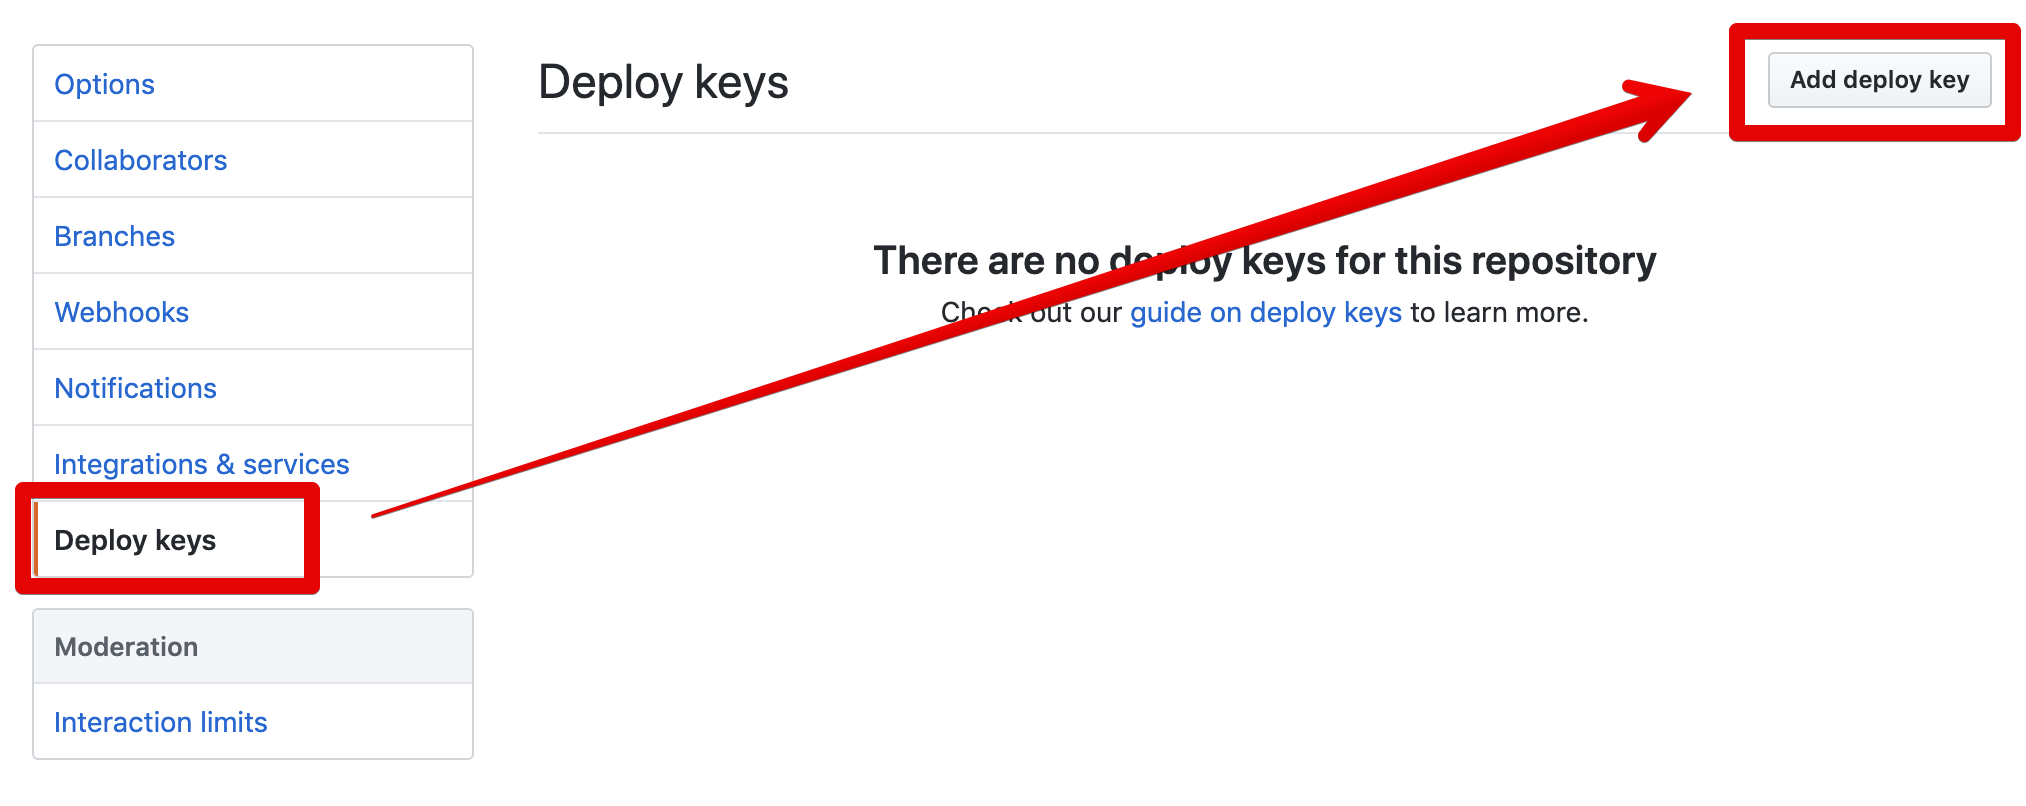 Options
Collaborators
Branches
Webhooks
Notifications
Integrations & services
Deploy keys
Moderation
Interaction limits
Deploy keys
Add deploy key
There are no deploy keys for this repository
Check out our guide on deploy keys to learn more.